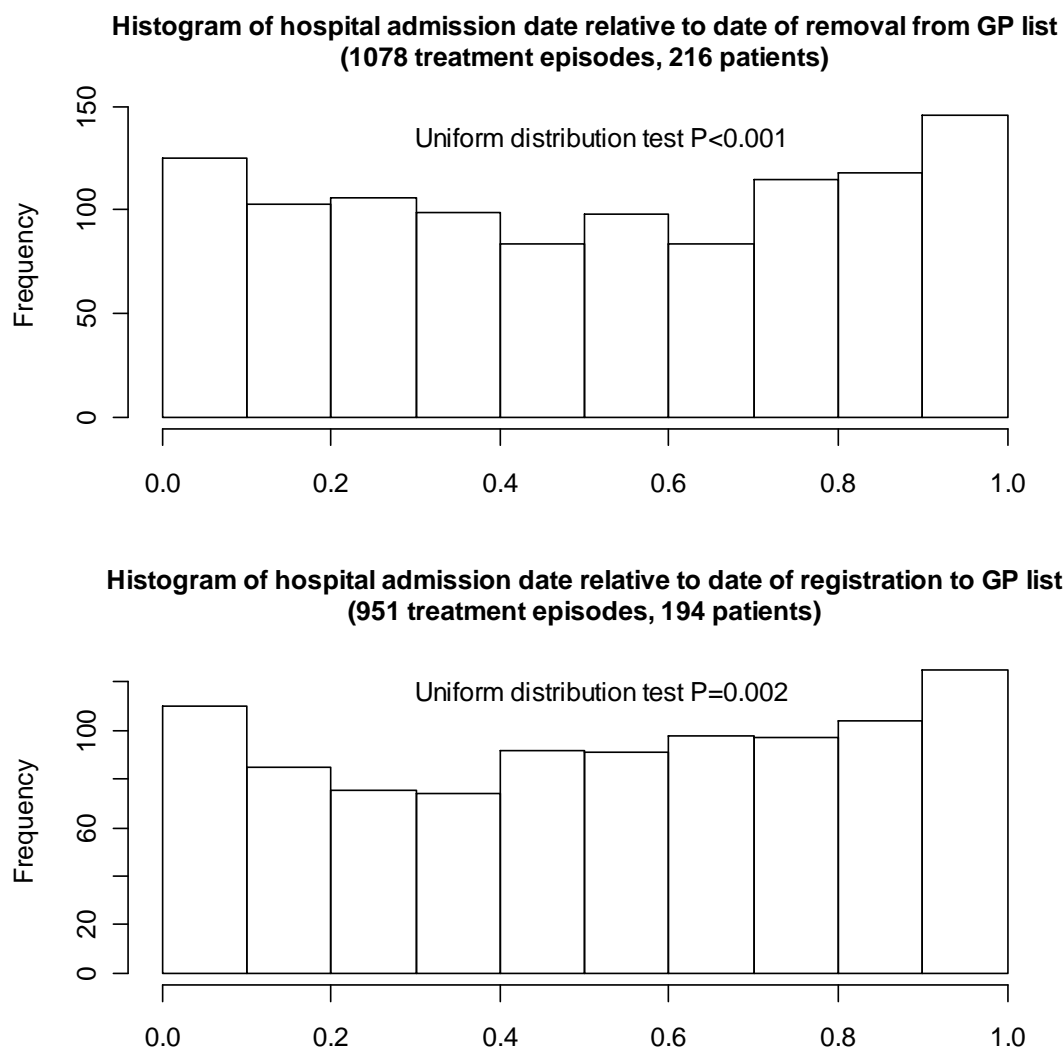 Histogram of hospital admission date relative to date of removal from GP list
(1078 treatment episodes, 216 patients)
Uniform distribution test P<0.001
Frequency
150
100
50
0
0.0 0.2 0.4 0.6 0.8 1.0
Histogram of hospital admission date relative to date of registration to GP list
(951 treatment episodes, 194 patients)
Uniform distribution test P=0.002
Frequency
100
60
20
0
0.0 0.2 0.4 0.6 0.8 1.0